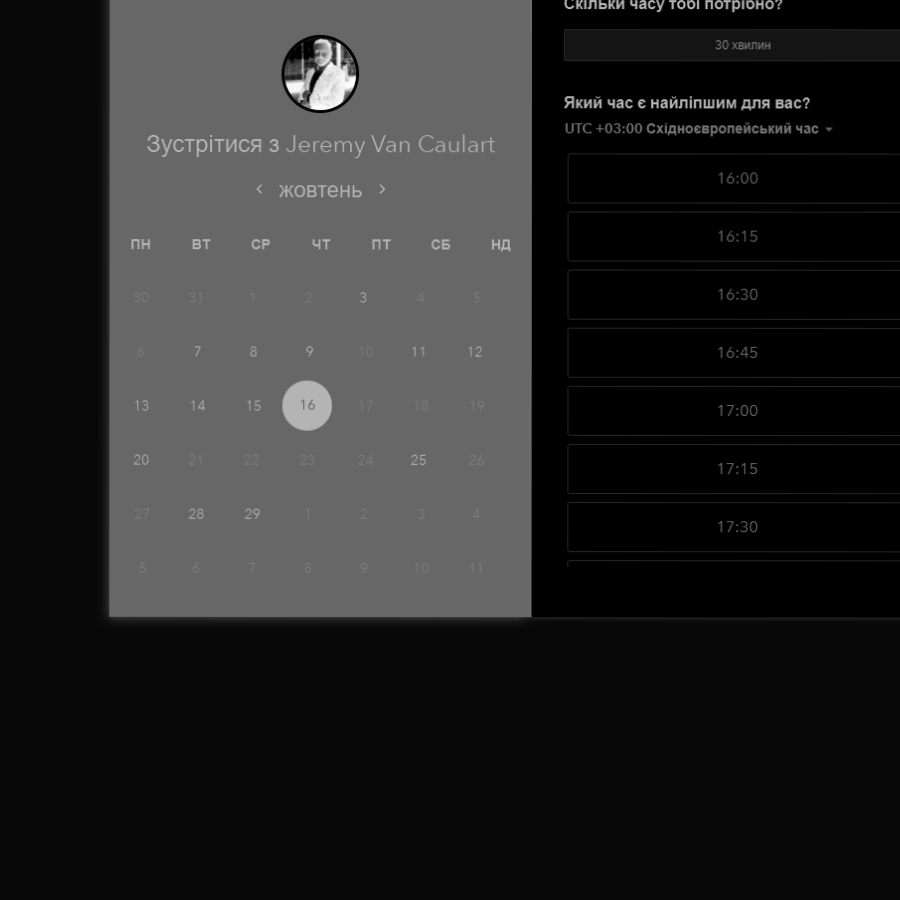 Зустрітися з Jeremy Van Caulart
‹ жовтень ›
ПН ВТ СР ЧТ ПТ СБ НД
30 31 1 2 3 4 5
6 7 8 9 10 11 12
13 14 15 16 17 18 19
20 21 22 23 24 25 26
27 28 29 1 2 3 4
5 6 7 8 9 10 11
Скільки часу тобі потрібно?
30 хвилин
Який час є найліпшим для вас?
UTC +03:00 Східноєвропейський час
16:00
16:15
16:30
16:45
17:00
17:15
17:30